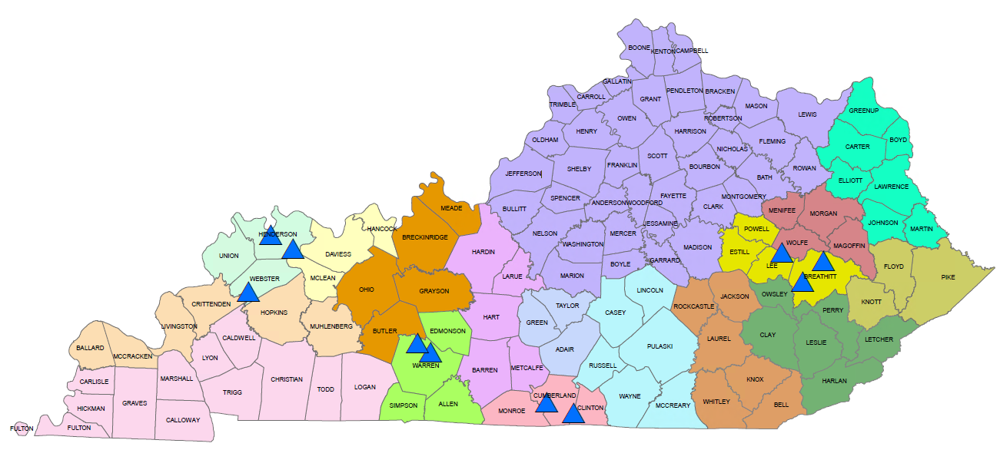 BOONE
KENTON
CAMPBELL
GALLATIN
CARROLL
TRIMBLE
GRANT
PENDLETON
BRACKEN
MASON
LEWIS
GREENUP
OWEN
ROBERTSON
HENRY
HARRISON
OLDHAM
FLEMING
NICHOLAS
CARTER
BOYD
SCOTT
SHELBY
FRANKLIN
BOURBON
ROWAN
JEFFERSON
BATH
ELLIOTT
LAWRENCE
SPENCER
ANDERSON
WOODFORD
FAYETTE
MONTGOMERY
CLARK
BULLITT
MEADE
MENIFEE
MORGAN
JESSAMINE
JOHNSON
MARTIN
HANCOCK
POWELL
NELSON
MERCER
BRECKINRIDGE
HENDERSON
WASHINGTON
WOLFE
MAGOFFIN
MADISON
HARDIN
ESTILL
UNION
DAVIESS
GARRARD
BOYLE
LEE
FLOYD
MARION
LARUE
BREATHITT
PIKE
WEBSTER
MCLEAN
OHIO
GRAYSON
LINCOLN
OWSLEY
JACKSON
KNOTT
CRITTENDEN
TAYLOR
ROCKCASTLE
PERRY
HOPKINS
CASEY
HART
GREEN
LIVINGSTON
MUHLENBERG
BUTLER
EDMONSON
CLAY
CALDWELL
LAUREL
LESLIE
LETCHER
PULASKI
BALLARD
ADAIR
MCCRACKEN
LYON
WARREN
RUSSELL
METCALFE
BARREN
MARSHALL
CHRISTIAN
KNOX
CARLISLE
HARLAN
LOGAN
TODD
TRIGG
CUMBERLAND
WAYNE
WHITLEY
GRAVES
ALLEN
SIMPSON
BELL
MCCREARY
HICKMAN
CLINTON
MONROE
CALLOWAY
FULTON
FULTON